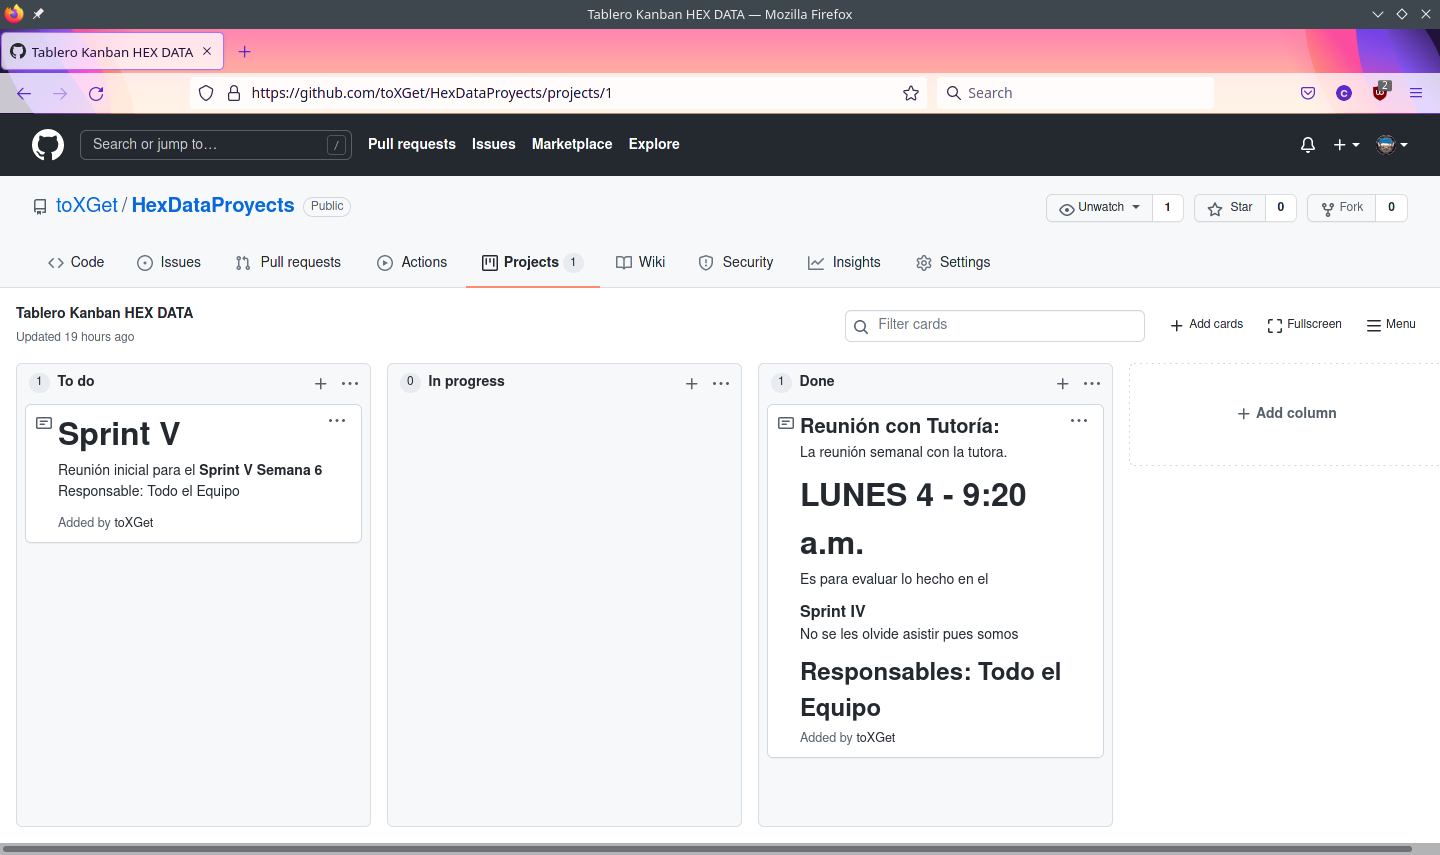 Tablero Kanban HEX DATA — Mozilla Firefox
Tablero Kanban HEX DATA
https://github.com/toXGet/HexDataProyects/projects/1
Search
C
2
Search or jump to…
/
Pull requests
Issues
Marketplace
Explore
toXGet / HexDataProyects
Public
Unwatch
1
Star
0
Fork
0
Code
Issues
Pull requests
Actions
Projects
1
Wiki
Security
Insights
Settings
Tablero Kanban HEX DATA
Updated 19 hours ago
Filter cards
Add cards
Fullscreen
Menu
1
To do
Sprint V
Reunión inicial para el Sprint V Semana 6
Responsable: Todo el Equipo
Added by toXGet
0
In progress
1
Done
Reunión con Tutoría:
La reunión semanal con la tutora.
LUNES 4 - 9:20
a.m.
Es para evaluar lo hecho en el
Sprint IV
No se les olvide asistir pues somos
Responsables: Todo el
Equipo
Added by toXGet
Add column